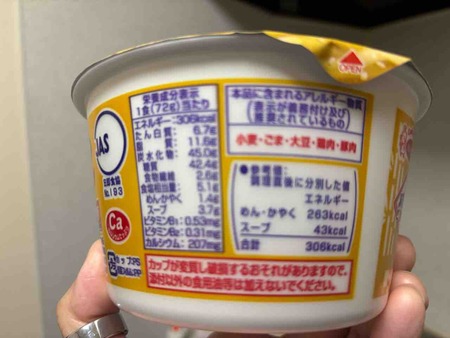 OPEN
栄養成分表示
1食(72g)当たり
エネルギー:306kcal
たん白質: 6.7g
脂質: 11.6g
炭水化物: 45.0g
糖質: 42.4g
食物繊維: 2.6g
食塩相当量: 5.1g
めん・かやく: 1.4g
スープ: 3.7g
ビタミンB1:0.53mg
ビタミンB2:0.31mg
カルシウム:207mg
JAS
No.193
Ca
本品に含まれるアレルギー物質
(表示が義務付け及び
推奨されているもの)
小麦・ごま・大豆・鶏肉・豚肉
●参考値:
調理直後に分別した値
エネルギー
めん・かやく 263kcal
スープ 43kcal
合計 306kcal
カップが変質し破損するおそれがありますので、
添付以外の食用油等は加えないでください。